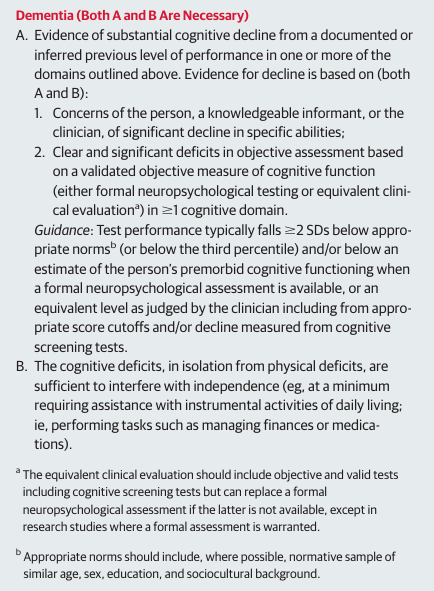 Dementia (Both A and B Are Necessary)
A. Evidence of substantial cognitive decline from a documented or
inferred previous level of performance in one or more of the
domains outlined above. Evidence for decline is based on (both
A and B):
1. Concerns of the person, a knowledgeable informant, or the
clinician, of significant decline in specific abilities;
2. Clear and significant deficits in objective assessment based
on a validated objective measure of cognitive function
(either formal neuropsychological testing or equivalent clini-
cal evaluationᵃ) in ≥1 cognitive domain.
Guidance: Test performance typically falls ≥2 SDs below appro-
priate normsᵇ (or below the third percentile) and/or below an
estimate of the person's premorbid cognitive functioning when
a formal neuropsychological assessment is available, or an
equivalent level as judged by the clinician including from appro-
priate score cutoffs and/or decline measured from cognitive
screening tests.
B. The cognitive deficits, in isolation from physical deficits, are
sufficient to interfere with independence (eg, at a minimum
requiring assistance with instrumental activities of daily living;
ie, performing tasks such as managing finances or medica-
tions).
ᵃ The equivalent clinical evaluation should include objective and valid tests
including cognitive screening tests but can replace a formal
neuropsychological assessment if the latter is not available, except in
research studies where a formal assessment is warranted.
ᵇ Appropriate norms should include, where possible, normative sample of
similar age, sex, education, and sociocultural background.